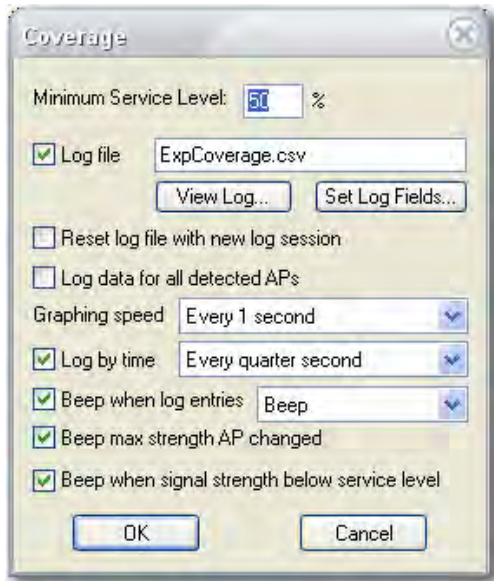 Coverage
Minimum Service Level: 50 %
Log file ExpCoverage.csv
View Log... Set Log Fields...
Reset log file with new log session
Log data for all detected APs
Graphing speed Every 1 second
Log by time Every quarter second
Beep when log entries Beep
Beep max strength AP changed
Beep when signal strength below service level
OK Cancel